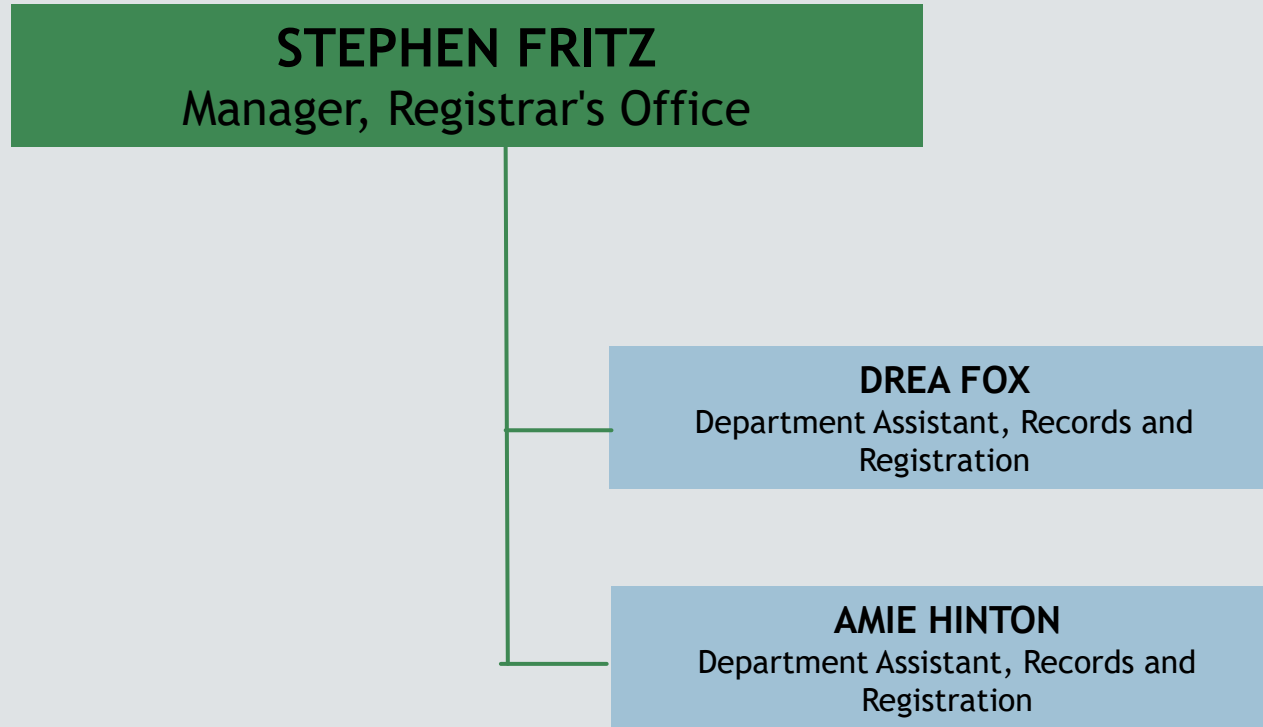 STEPHEN FRITZ
Manager, Registrar's Office
DREA FOX
Department Assistant, Records and
Registration
AMIE HINTON
Department Assistant, Records and
Registration